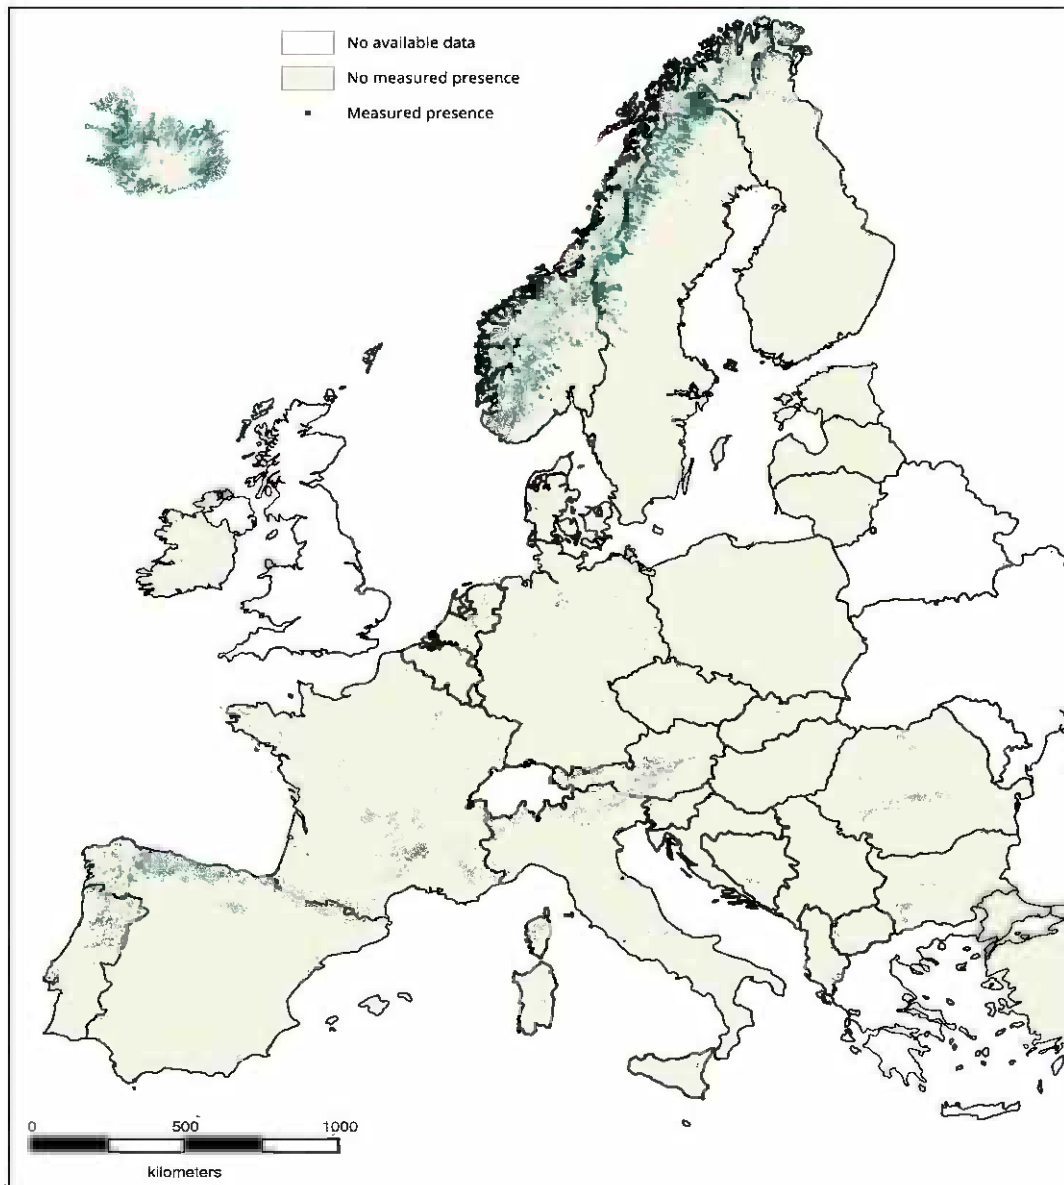 No available data
No measured presence
Measured presence
0 500 1000
kilometers